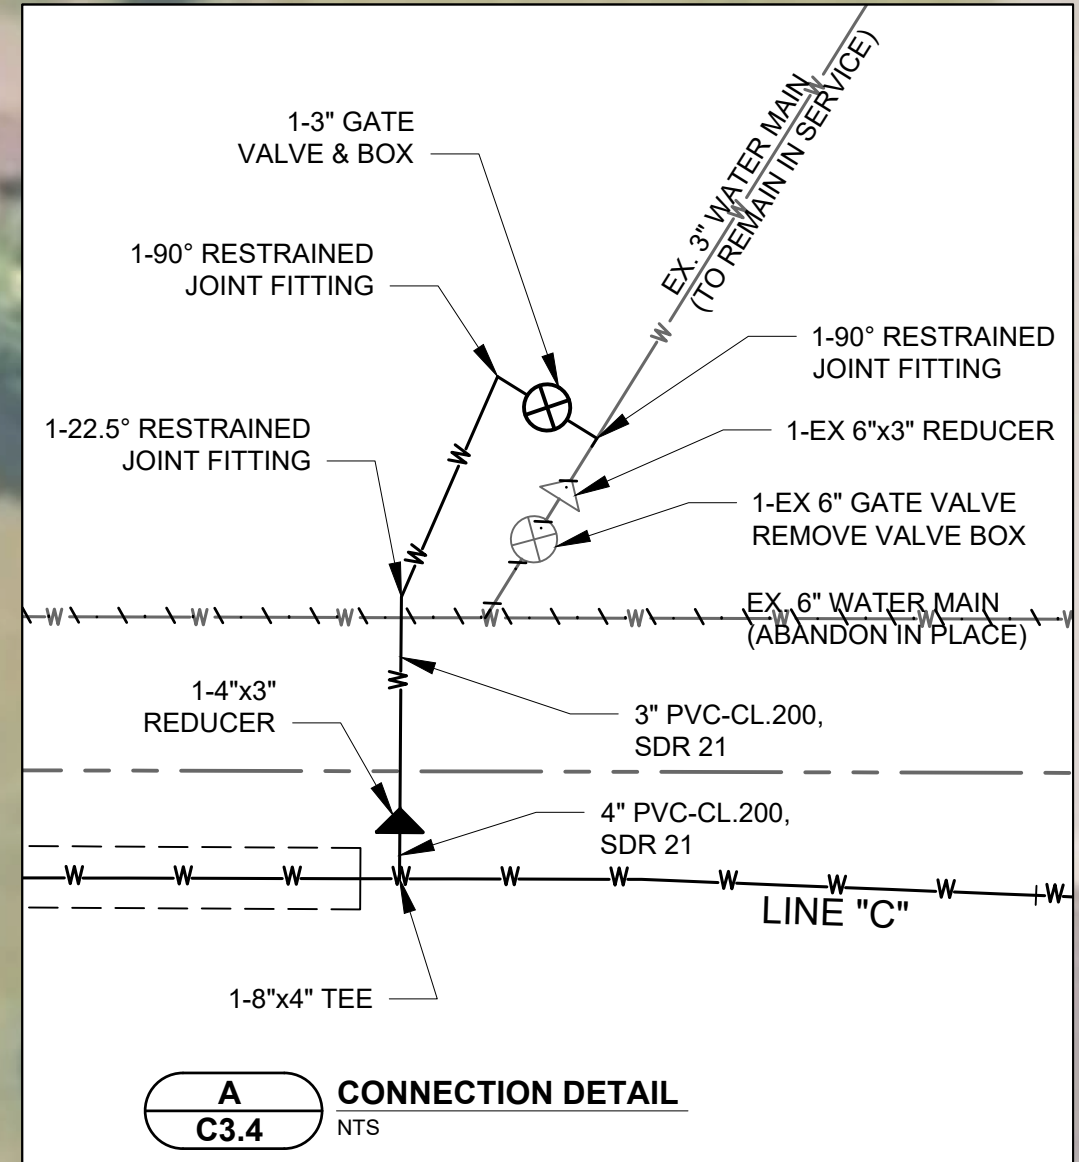 1-3" GATE
VALVE & BOX
EX. 3" WATER MAIN
(TO REMAIN IN SERVICE)
1-90° RESTRAINED
JOINT FITTING
1-90° RESTRAINED
JOINT FITTING
1-22.5° RESTRAINED
JOINT FITTING
1-EX 6"x3" REDUCER
1-EX 6" GATE VALVE
REMOVE VALVE BOX
EX. 6" WATER MAIN
(ABANDON IN PLACE)
W W W W W W W W
W W W W W
1-4"x3"
REDUCER
3" PVC-CL.200,
SDR 21
W
4" PVC-CL.200,
SDR 21
W W W W W W W W W W
LINE "C"
1-8"x4" TEE
A
C3.4
CONNECTION DETAIL
NTS